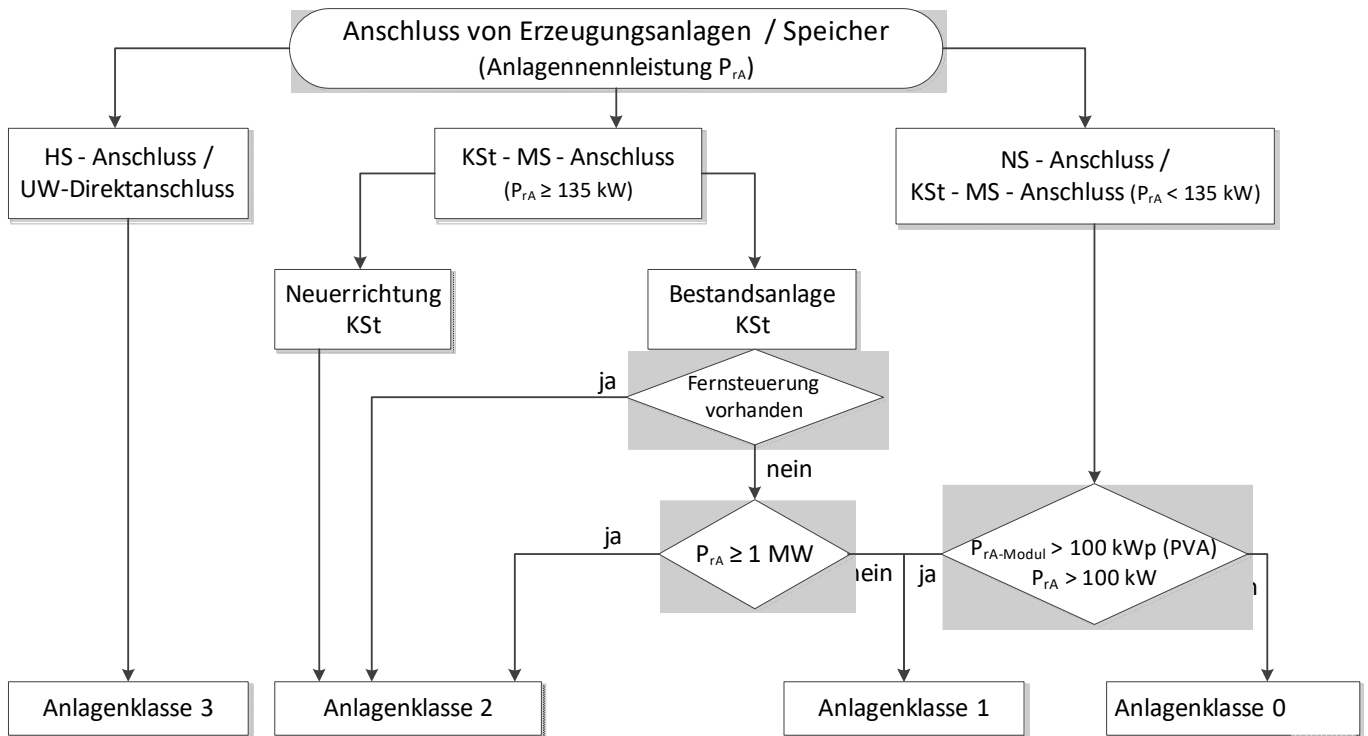 Anschluss von Erzeugungsanlagen / Speicher
(Anlagennennleistung PrA)
HS - Anschluss /
UW-Direktanschluss
KSt - MS - Anschluss
(PrA ≥ 135 kW)
NS - Anschluss /
KSt - MS - Anschluss (PrA < 135 kW)
Neuerrichtung
KSt
Bestandsanlage
KSt
ja
Fernsteuerung
vorhanden
nein
ja
PrA ≥ 1 MW
ja
PrA-Modul > 100 kWp (PVA)
PrA > 100 kW
Anlagenklasse 3
Anlagenklasse 2
Anlagenklasse 1
Anlagenklasse 0